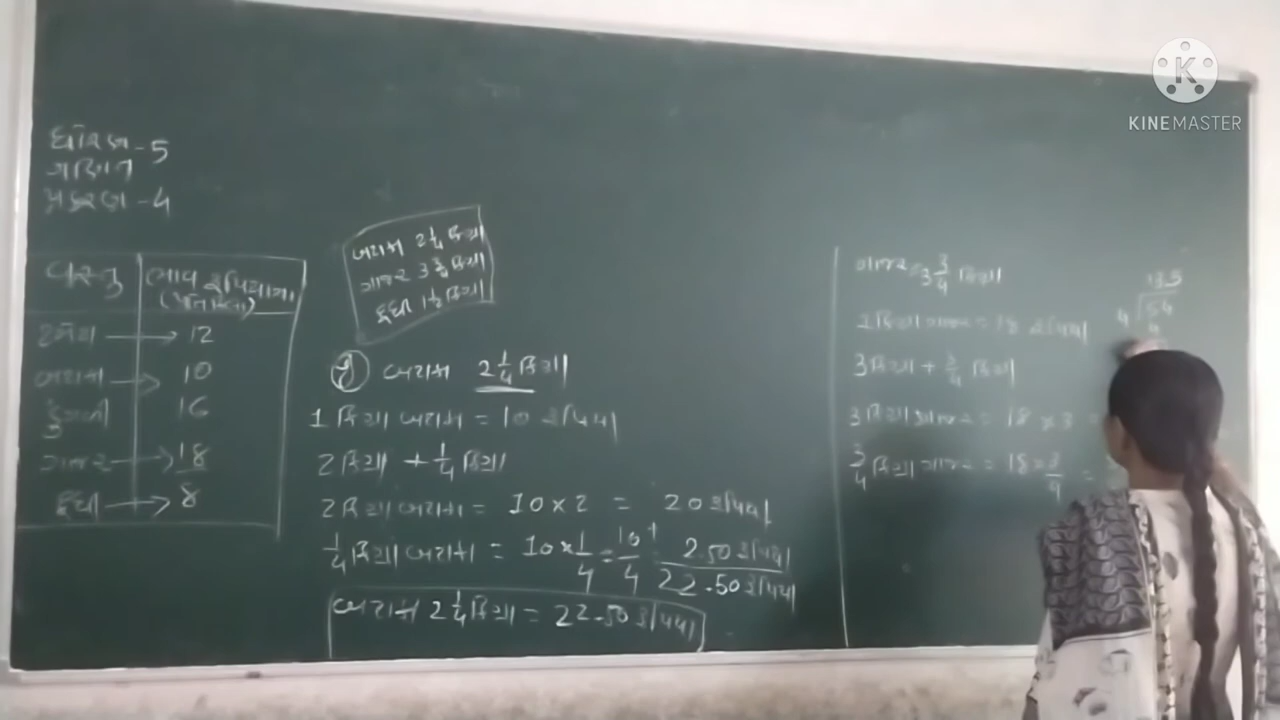 ધોરણ - 5
ગણિત
પ્રકરણ - 4
વસ્તુ
ભાવ રૂપિયામાં
(પ્રતિકિલો)
12
બટાકા → 10
ડુંગળી 16
ગાજર → 18
દૂધી → 8
બટાકા 2 1/4 કિગ્રા
ગાજર 3 3/4 કિગ્રા
દૂધી 1 1/2 કિગ્રા
બટાકા 2 1/4 કિગ્રા
1 કિગ્રા બટાકા = 10 રૂપિયા
2 કિગ્રા + 1/4 કિગ્રા
2 કિગ્રા બટાકા = 10 × 2 = 20 રૂપિયા
1/4 કિગ્રા બટાકા = 10 × 1/4 = 10/4 + 2.50 રૂપિયા
22.50 રૂપિયા
બટાકા 2 1/4 કિગ્રા = 22.50 રૂપિયા
ગાજર = 3 3/4 કિગ્રા
1 કિગ્રા ગાજર = 18 રૂપિયા
3 કિગ્રા + 3/4 કિગ્રા
3 કિગ્રા ગાજર = 18 × 3 =
3/4 કિગ્રા ગાજર = 18 × 3/4 =
4 54
4
KINEMASTER